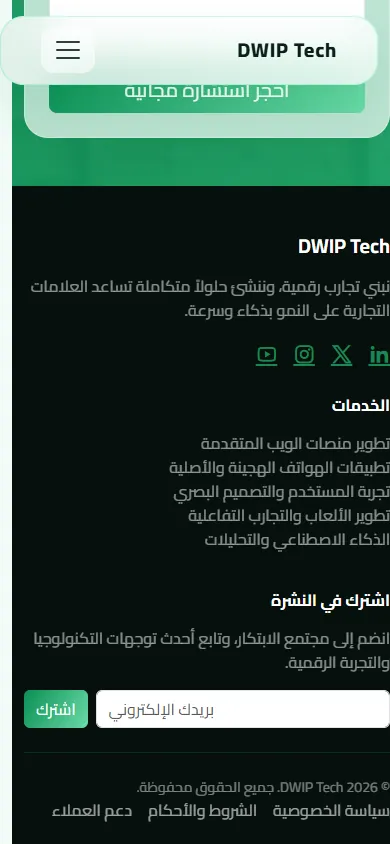 DWIP Tech
احجز استشارة مجانية
DWIP Tech
نبني تجارب رقمية، وننشئ حلولاً متكاملة تساعد العلامات
التجارية على النمو بذكاء وسرعة.
الخدمات
تطوير منصات الويب المتقدمة
تطبيقات الهواتف الهجينة والأصلية
تجربة المستخدم والتصميم البصري
تطوير الألعاب والتجارب التفاعلية
الذكاء الاصطناعي والتحليلات
اشترك في النشرة
انضم إلى مجتمع الابتكار، وتابع أحدث توجهات التكنولوجيا
والتجربة الرقمية.
بريدك الإلكتروني
اشترك
© 2026 DWIP Tech. جميع الحقوق محفوظة.
سياسة الخصوصية الشروط والأحكام دعم العملاء